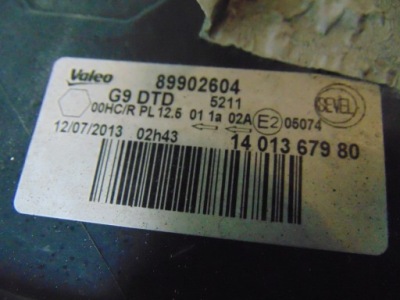 Valeo 89902604
G9 DTD 5211 SEVEL
00HC/R PL 12.5 01 1a 02A E2 05074
12/07/2013 02h43
14 013 679 80